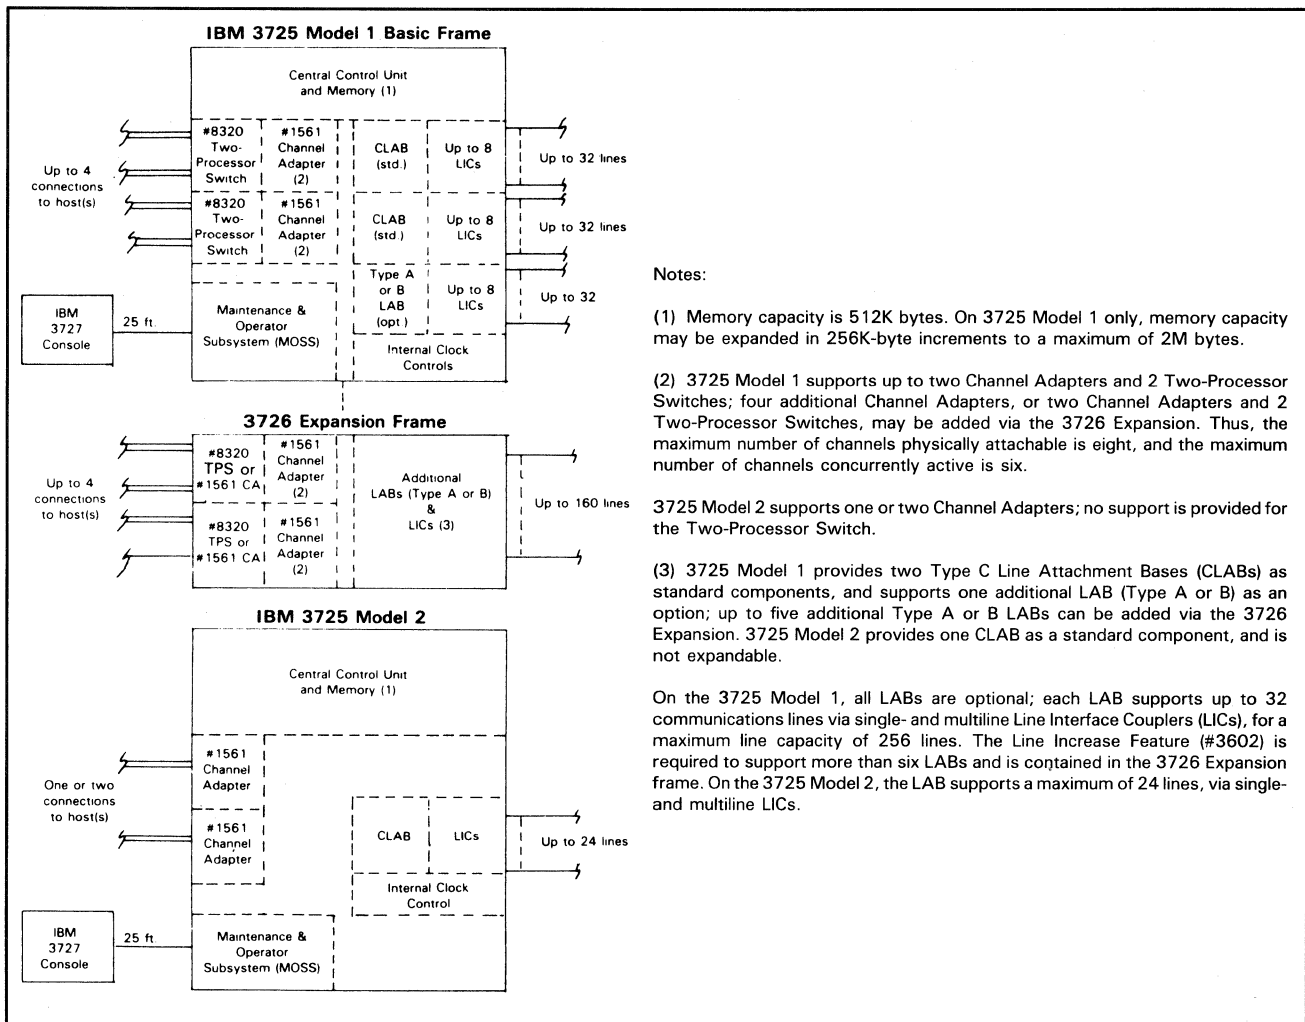 IBM 3725 Model 1 Basic Frame
Central Control Unit
and Memory (1)
#8320
Two-
Processor
Switch
#1561
Channel
Adapter
(2)
CLAB
(std.)
Up to 8
LICs
Up to 32 lines
Up to 4
connections
to host(s)
#8320
Two-
Processor
Switch
#1561
Channel
Adapter
(2)
CLAB
(std.)
Up to 8
LICs
Up to 32 lines
Type A
or B
LAB
(opt.)
Up to 8
LICs
Up to 32
IBM
3727
Console
25 ft.
Maintenance &
Operator
Subsystem (MOSS)
Internal Clock
Controls
3726 Expansion Frame
#8320
TPS or
#1561 CA
#1561
Channel
Adapter
(2)
Up to 4
connections
to host(s)
#8320
TPS or
#1561 CA
#1561
Channel
Adapter
(2)
Additional
LABs (Type A or B)
&
LICs (3)
Up to 160 lines
IBM 3725 Model 2
Central Control Unit
and Memory (1)
#1561
Channel
Adapter
One or two
connections
to host(s)
#1561
Channel
Adapter
CLAB
LICs
Up to 24 lines
Internal Clock
Control
IBM
3727
Console
25 ft.
Maintenance &
Operator
Subsystem (MOSS)
Notes:
(1) Memory capacity is 512K bytes. On 3725 Model 1 only, memory capacity
may be expanded in 256K-byte increments to a maximum of 2M bytes.
(2) 3725 Model 1 supports up to two Channel Adapters and 2 Two-Processor
Switches; four additional Channel Adapters, or two Channel Adapters and 2
Two-Processor Switches, may be added via the 3726 Expansion. Thus, the
maximum number of channels physically attachable is eight, and the maximum
number of channels concurrently active is six.
3725 Model 2 supports one or two Channel Adapters; no support is provided for
the Two-Processor Switch.
(3) 3725 Model 1 provides two Type C Line Attachment Bases (CLABs) as
standard components, and supports one additional LAB (Type A or B) as an
option; up to five additional Type A or B LABs can be added via the 3726
Expansion. 3725 Model 2 provides one CLAB as a standard component, and is
not expandable.
On the 3725 Model 1, all LABs are optional; each LAB supports up to 32
communications lines via single- and multiline Line Interface Couplers (LICs), for a
maximum line capacity of 256 lines. The Line Increase Feature (#3602) is
required to support more than six LABs and is contained in the 3726 Expansion
frame. On the 3725 Model 2, the LAB supports a maximum of 24 lines, via single-
and multiline LICs.